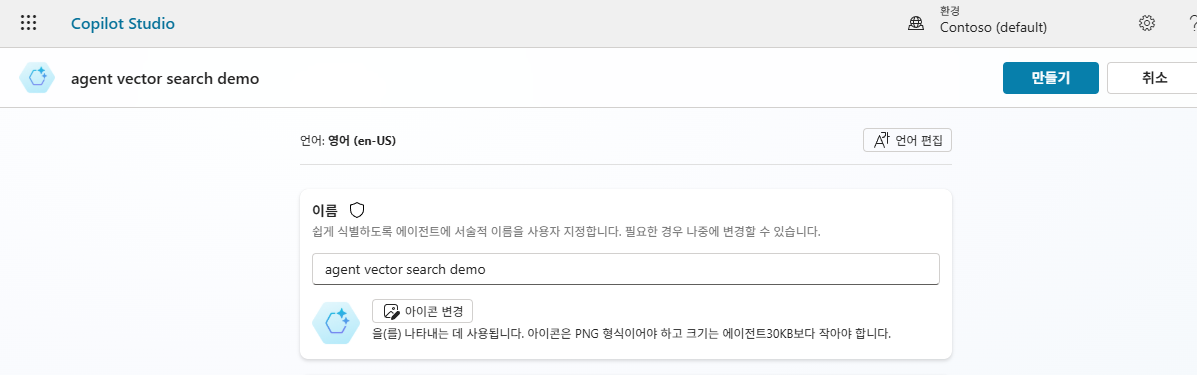 Copilot Studio
환경
Contoso (default)
agent vector search demo
만들기
취소
언어: 영어 (en-US)
언어 편집
이름
쉽게 식별하도록 에이전트에 서술적 이름을 사용자 지정합니다. 필요한 경우 나중에 변경할 수 있습니다.
agent vector search demo
아이콘 변경
을(를) 나타내는 데 사용됩니다. 아이콘은 PNG 형식이어야 하고 크기는 에이전트30KB보다 작아야 합니다.